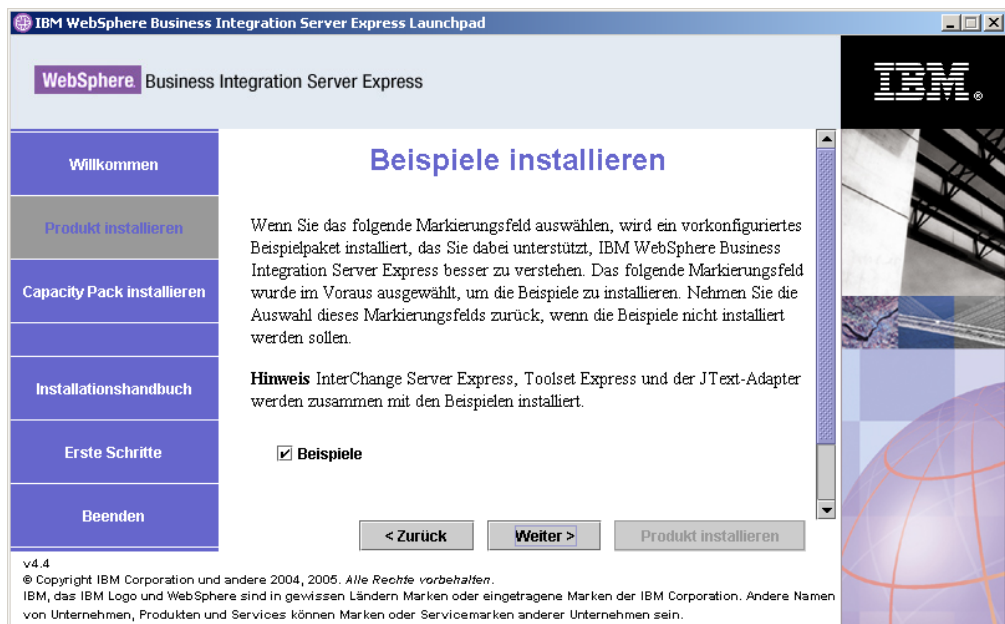 IBM WebSphere Business Integration Server Express Launchpad
WebSphere. Business Integration Server Express
IBM®
Willkommen
Produkt installieren
Capacity Pack installieren
Installationshandbuch
Erste Schritte
Beenden
Beispiele installieren
Wenn Sie das folgende Markierungsfeld auswählen, wird ein vorkonfiguriertes
Beispielpaket installiert, das Sie dabei unterstützt, IBM WebSphere Business
Integration Server Express besser zu verstehen. Das folgende Markierungsfeld
wurde im Voraus ausgewählt, um die Beispiele zu installieren. Nehmen Sie die
Auswahl dieses Markierungsfelds zurück, wenn die Beispiele nicht installiert
werden sollen.
Hinweis InterChange Server Express, Toolset Express und der JText-Adapter
werden zusammen mit den Beispielen installiert.
Beispiele
< Zurück
Weiter >
Produkt installieren
v4.4
© Copyright IBM Corporation und andere 2004, 2005. Alle Rechte vorbehalten.
IBM, das IBM Logo und WebSphere sind in gewissen Ländern Marken oder eingetragene Marken der IBM Corporation. Andere Namen
von Unternehmen, Produkten und Services können Marken oder Servicemarken anderer Unternehmen sein.